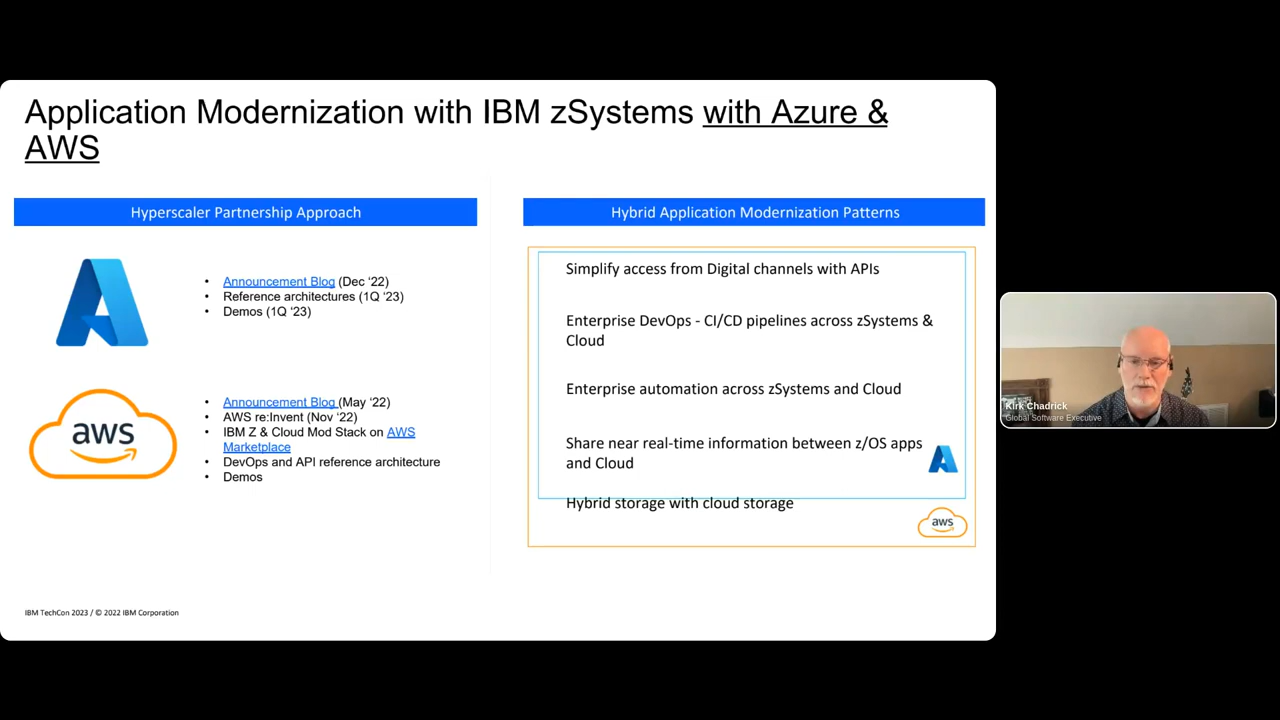 Application Modernization with IBM zSystems with Azure &
AWS
Hyperscaler Partnership Approach
• Announcement Blog (Dec ‘22)
• Reference architectures (1Q ‘23)
• Demos (1Q ‘23)
aws
• Announcement Blog (May ‘22)
• AWS re:Invent (Nov ‘22)
• IBM Z & Cloud Mod Stack on AWS
Marketplace
• DevOps and API reference architecture
• Demos
Hybrid Application Modernization Patterns
Simplify access from Digital channels with APIs
Enterprise DevOps - CI/CD pipelines across zSystems &
Cloud
Enterprise automation across zSystems and Cloud
Share near real-time information between z/OS apps
and Cloud
Hybrid storage with cloud storage
aws
IBM TechCon 2023 / © 2022 IBM Corporation
Kirk Chadrick
Global Software Executive